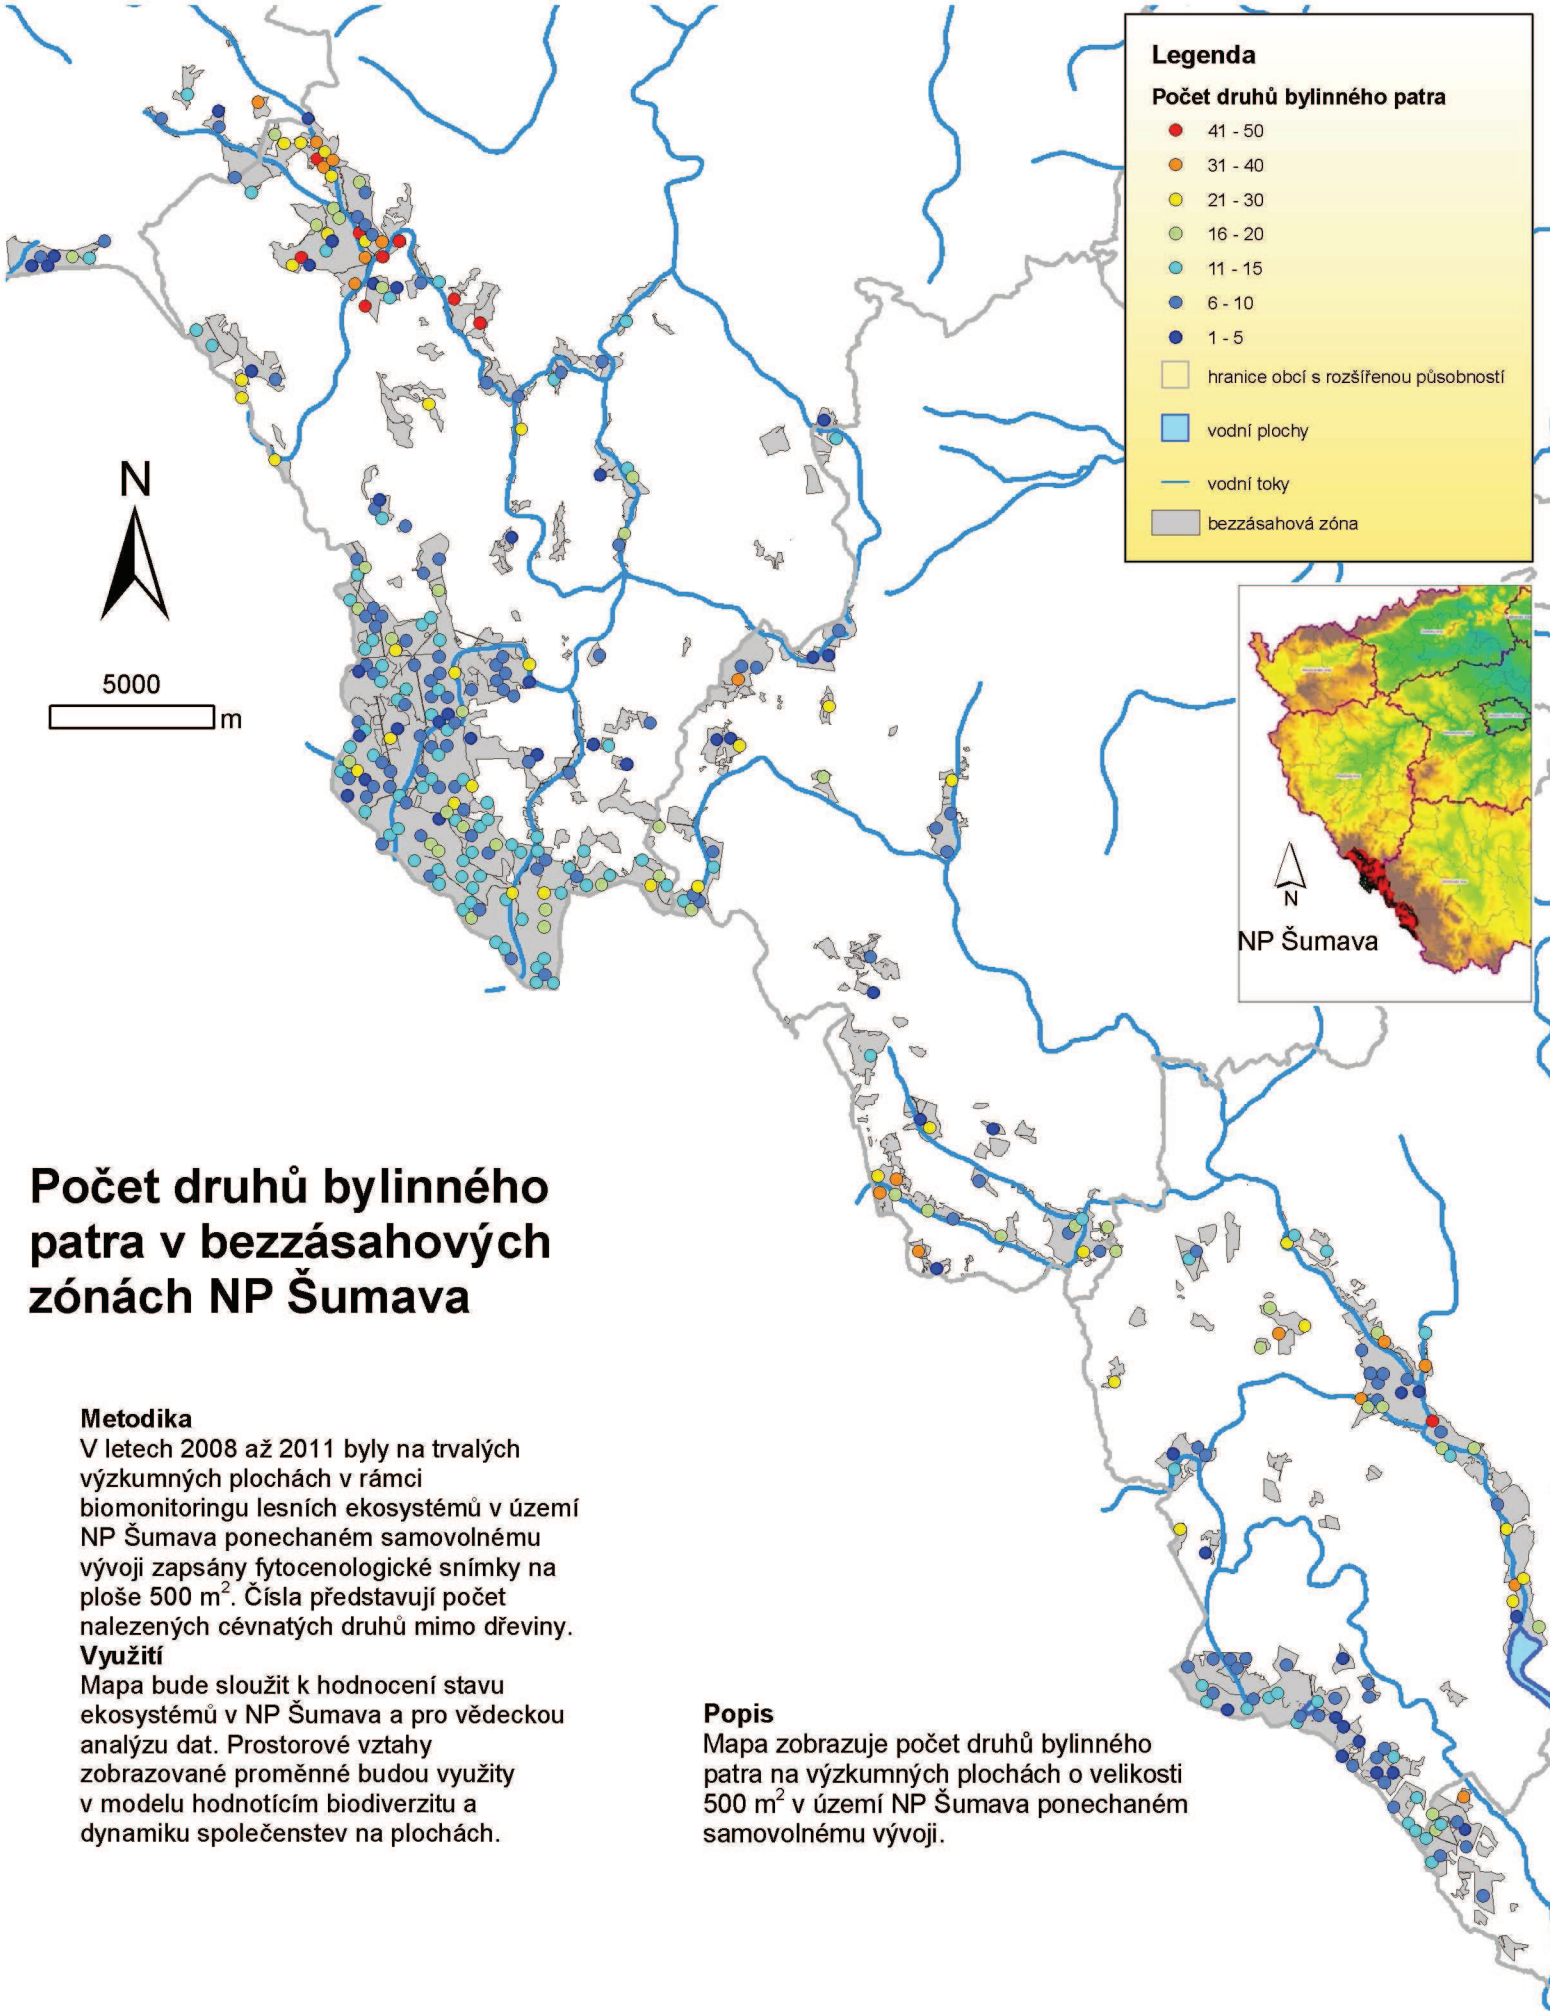 Legenda
Počet druhů bylinného patra
41 - 50
31 - 40
21 - 30
16 - 20
11 - 15
6 - 10
1 - 5
hranice obcí s rozšířenou působností
vodní plochy
vodní toky
bezzásahová zóna
N
5000
m
N
NP Šumava
Počet druhů bylinného
patra v bezzásahových
zónách NP Šumava
Metodika
V letech 2008 až 2011 byly na trvalých
výzkumných plochách v rámci
biomonitoringu lesních ekosystémů v území
NP Šumava ponechaném samovolnému
vývoji zapsány fytocenologické snímky na
ploše 500 m². Čísla představují počet
nalezených cévnatých druhů mimo dřeviny.
Využití
Mapa bude sloužit k hodnocení stavu
ekosystémů v NP Šumava a pro vědeckou
analýzu dat. Prostorové vztahy
zobrazované proměnné budou využity
v modelu hodnotícím biodiverzitu a
dynamiku společenstev na plochách.
Popis
Mapa zobrazuje počet druhů bylinného
patra na výzkumných plochách o velikosti
500 m² v území NP Šumava ponechaném
samovolnému vývoji.